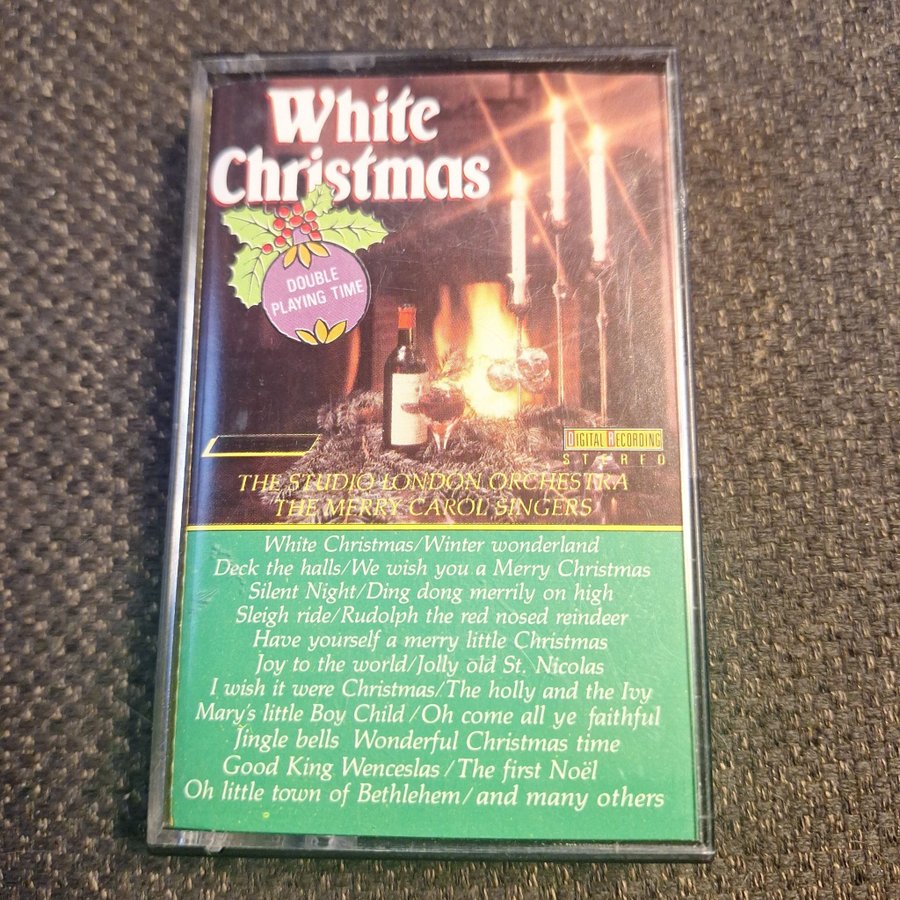 White
Christmas
DOUBLE
PLAYING TIME
DIGITAL RECORDING
STEREO
THE STUDIO LONDON ORCHESTRA
THE MERRY CAROL SINGERS
White Christmas/Winter wonderland
Deck the halls/We wish you a Merry Christmas
Silent Night/Ding dong merrily on high
Sleigh ride/Rudolph the red nosed reindeer
Have yourself a merry little Christmas
Joy to the world/Jolly old St. Nicolas
I wish it were Christmas/The holly and the Ivy
Mary's little Boy Child/Oh come all ye faithful
Jingle bells Wonderful Christmas time
Good King Wenceslas/The first Noël
Oh little town of Bethlehem/and many others